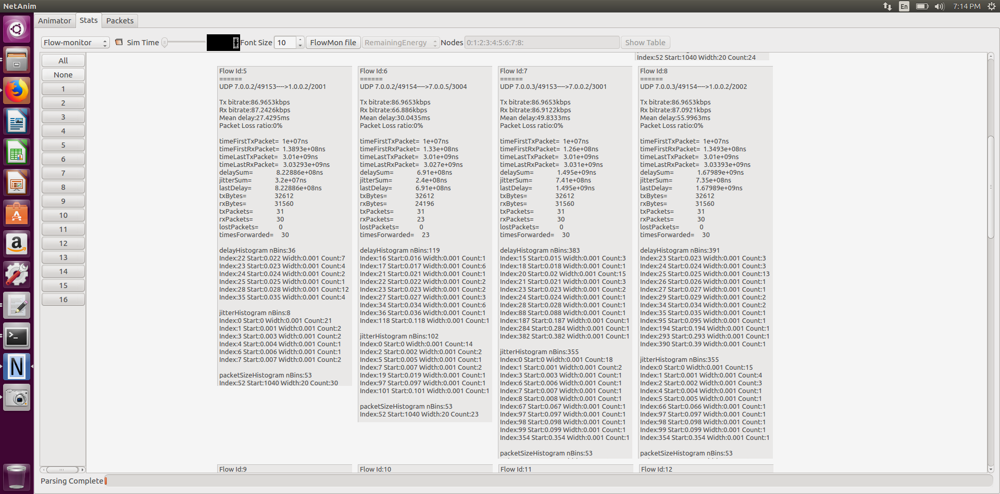 NetAnim
En
7:14 PM
Animator
Stats
Packets
Flow-monitor
Sim Time
Font Size
10
FlowMon file
RemainingEnergy
Nodes
0:1:2:3:4:5:6:7:8:
Show Table
All
None
1
2
3
4
5
6
7
8
9
10
11
12
13
14
15
16
Index:52 Start:1040 Width:20 Count:24
Flow Id:5
======
UDP 7.0.0.2/49153---->1.0.0.2/2001
Tx bitrate:86.9653kbps
Rx bitrate:87.2426kbps
Mean delay:27.4295ms
Packet Loss ratio:0%
timeFirstTxPacket= 1e+07ns
timeFirstRxPacket= 1.3893e+08ns
timeLastTxPacket= 3.01e+09ns
timeLastRxPacket= 3.03293e+09ns
delaySum= 8.22886e+08ns
jitterSum= 3.2e+07ns
lastDelay= 8.22886e+08ns
txBytes= 32612
rxBytes= 31560
txPackets= 31
rxPackets= 30
lostPackets= 0
timesForwarded= 30
delayHistogram nBins:36
Index:22 Start:0.022 Width:0.001 Count:7
Index:23 Start:0.023 Width:0.001 Count:4
Index:24 Start:0.024 Width:0.001 Count:2
Index:25 Start:0.025 Width:0.001 Count:1
Index:28 Start:0.028 Width:0.001 Count:12
Index:35 Start:0.035 Width:0.001 Count:4
jitterHistogram nBins:8
Index:0 Start:0 Width:0.001 Count:21
Index:1 Start:0.001 Width:0.001 Count:2
Index:3 Start:0.003 Width:0.001 Count:2
Index:4 Start:0.004 Width:0.001 Count:1
Index:6 Start:0.006 Width:0.001 Count:1
Index:7 Start:0.007 Width:0.001 Count:2
packetSizeHistogram nBins:53
Index:52 Start:1040 Width:20 Count:30
Flow Id:6
======
UDP 7.0.0.2/49154---->7.0.0.5/3004
Tx bitrate:86.9653kbps
Rx bitrate:66.886kbps
Mean delay:30.0435ms
Packet Loss ratio:0%
timeFirstTxPacket= 1e+07ns
timeFirstRxPacket= 1.33e+08ns
timeLastTxPacket= 3.01e+09ns
timeLastRxPacket= 3.027e+09ns
delaySum= 6.91e+08ns
jitterSum= 2.4e+08ns
lastDelay= 6.91e+08ns
txBytes= 32612
rxBytes= 24196
txPackets= 31
rxPackets= 23
lostPackets= 0
timesForwarded= 23
delayHistogram nBins:119
Index:16 Start:0.016 Width:0.001 Count:1
Index:17 Start:0.017 Width:0.001 Count:6
Index:21 Start:0.021 Width:0.001 Count:1
Index:22 Start:0.022 Width:0.001 Count:2
Index:23 Start:0.023 Width:0.001 Count:2
Index:27 Start:0.027 Width:0.001 Count:3
Index:34 Start:0.034 Width:0.001 Count:6
Index:36 Start:0.036 Width:0.001 Count:1
Index:118 Start:0.118 Width:0.001 Count:1
jitterHistogram nBins:102
Index:0 Start:0 Width:0.001 Count:14
Index:2 Start:0.002 Width:0.001 Count:2
Index:5 Start:0.005 Width:0.001 Count:1
Index:7 Start:0.007 Width:0.001 Count:2
Index:19 Start:0.019 Width:0.001 Count:1
Index:97 Start:0.097 Width:0.001 Count:1
Index:101 Start:0.101 Width:0.001 Count:1
packetSizeHistogram nBins:53
Index:52 Start:1040 Width:20 Count:23
Flow Id:7
======
UDP 7.0.0.3/49153---->7.0.0.2/3001
Tx bitrate:86.9653kbps
Rx bitrate:86.9122kbps
Mean delay:49.8333ms
Packet Loss ratio:0%
timeFirstTxPacket= 1e+07ns
timeFirstRxPacket= 1.26e+08ns
timeLastTxPacket= 3.01e+09ns
timeLastRxPacket= 3.031e+09ns
delaySum= 1.495e+09ns
jitterSum= 7.41e+08ns
lastDelay= 1.495e+09ns
txBytes= 32612
rxBytes= 31560
txPackets= 31
rxPackets= 30
lostPackets= 0
timesForwarded= 30
delayHistogram nBins:383
Index:15 Start:0.015 Width:0.001 Count:3
Index:18 Start:0.018 Width:0.001 Count:1
Index:20 Start:0.02 Width:0.001 Count:15
Index:21 Start:0.021 Width:0.001 Count:3
Index:23 Start:0.023 Width:0.001 Count:2
Index:24 Start:0.024 Width:0.001 Count:1
Index:28 Start:0.028 Width:0.001 Count:1
Index:88 Start:0.088 Width:0.001 Count:1
Index:187 Start:0.187 Width:0.001 Count:1
Index:284 Start:0.284 Width:0.001 Count:1
Index:382 Start:0.382 Width:0.001 Count:1
jitterHistogram nBins:355
Index:0 Start:0 Width:0.001 Count:18
Index:1 Start:0.001 Width:0.001 Count:2
Index:3 Start:0.003 Width:0.001 Count:1
Index:6 Start:0.006 Width:0.001 Count:1
Index:7 Start:0.007 Width:0.001 Count:1
Index:8 Start:0.008 Width:0.001 Count:1
Index:67 Start:0.067 Width:0.001 Count:1
Index:97 Start:0.097 Width:0.001 Count:1
Index:98 Start:0.098 Width:0.001 Count:1
Index:99 Start:0.099 Width:0.001 Count:1
Index:354 Start:0.354 Width:0.001 Count:1
packetSizeHistogram nBins:53
Flow Id:8
======
UDP 7.0.0.3/49154---->1.0.0.2/2002
Tx bitrate:86.9653kbps
Rx bitrate:87.0921kbps
Mean delay:55.9963ms
Packet Loss ratio:0%
timeFirstTxPacket= 1e+07ns
timeFirstRxPacket= 1.3493e+08ns
timeLastTxPacket= 3.01e+09ns
timeLastRxPacket= 3.03393e+09ns
delaySum= 1.67989e+09ns
jitterSum= 7.35e+08ns
lastDelay= 1.67989e+09ns
txBytes= 32612
rxBytes= 31560
txPackets= 31
rxPackets= 30
lostPackets= 0
timesForwarded= 30
delayHistogram nBins:391
Index:23 Start:0.023 Width:0.001 Count:3
Index:24 Start:0.024 Width:0.001 Count:3
Index:25 Start:0.025 Width:0.001 Count:13
Index:26 Start:0.026 Width:0.001 Count:1
Index:27 Start:0.027 Width:0.001 Count:1
Index:29 Start:0.029 Width:0.001 Count:2
Index:34 Start:0.034 Width:0.001 Count:2
Index:35 Start:0.035 Width:0.001 Count:1
Index:95 Start:0.095 Width:0.001 Count:1
Index:194 Start:0.194 Width:0.001 Count:1
Index:293 Start:0.293 Width:0.001 Count:1
Index:390 Start:0.39 Width:0.001 Count:1
jitterHistogram nBins:355
Index:0 Start:0 Width:0.001 Count:15
Index:1 Start:0.001 Width:0.001 Count:4
Index:2 Start:0.002 Width:0.001 Count:3
Index:4 Start:0.004 Width:0.001 Count:1
Index:5 Start:0.005 Width:0.001 Count:1
Index:66 Start:0.066 Width:0.001 Count:1
Index:97 Start:0.097 Width:0.001 Count:1
Index:98 Start:0.098 Width:0.001 Count:1
Index:99 Start:0.099 Width:0.001 Count:1
Index:354 Start:0.354 Width:0.001 Count:1
packetSizeHistogram nBins:53
Flow Id:9
Flow Id:10
Flow Id:11
Flow Id:12
Parsing Complete